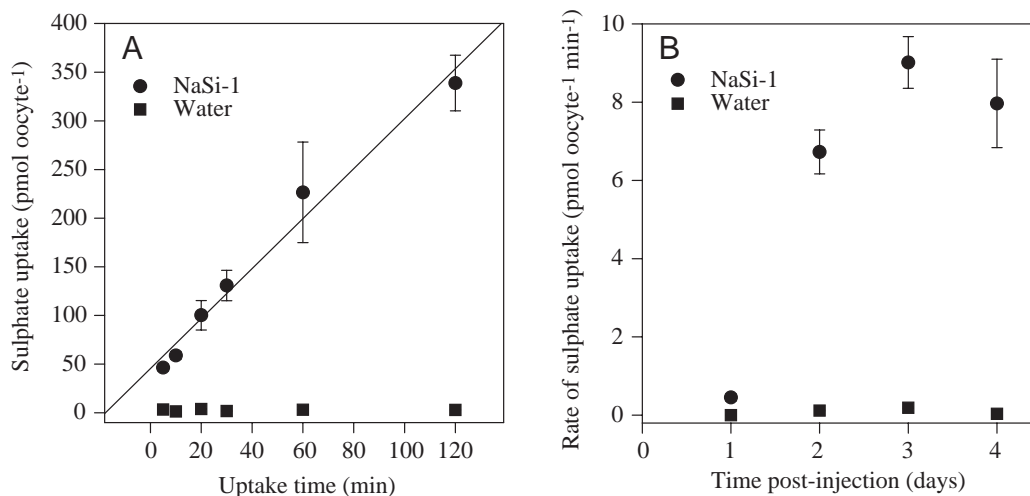 A
NaSi-1
Water
Sulphate uptake (pmol oocyte-1)
400
350
300
250
200
150
100
50
0
0 20 40 60 80 100 120
Uptake time (min)
B
NaSi-1
Water
Rate of sulphate uptake (pmol oocyte-1 min-1)
10
8
6
4
2
0
0 1 2 3 4
Time post-injection (days)